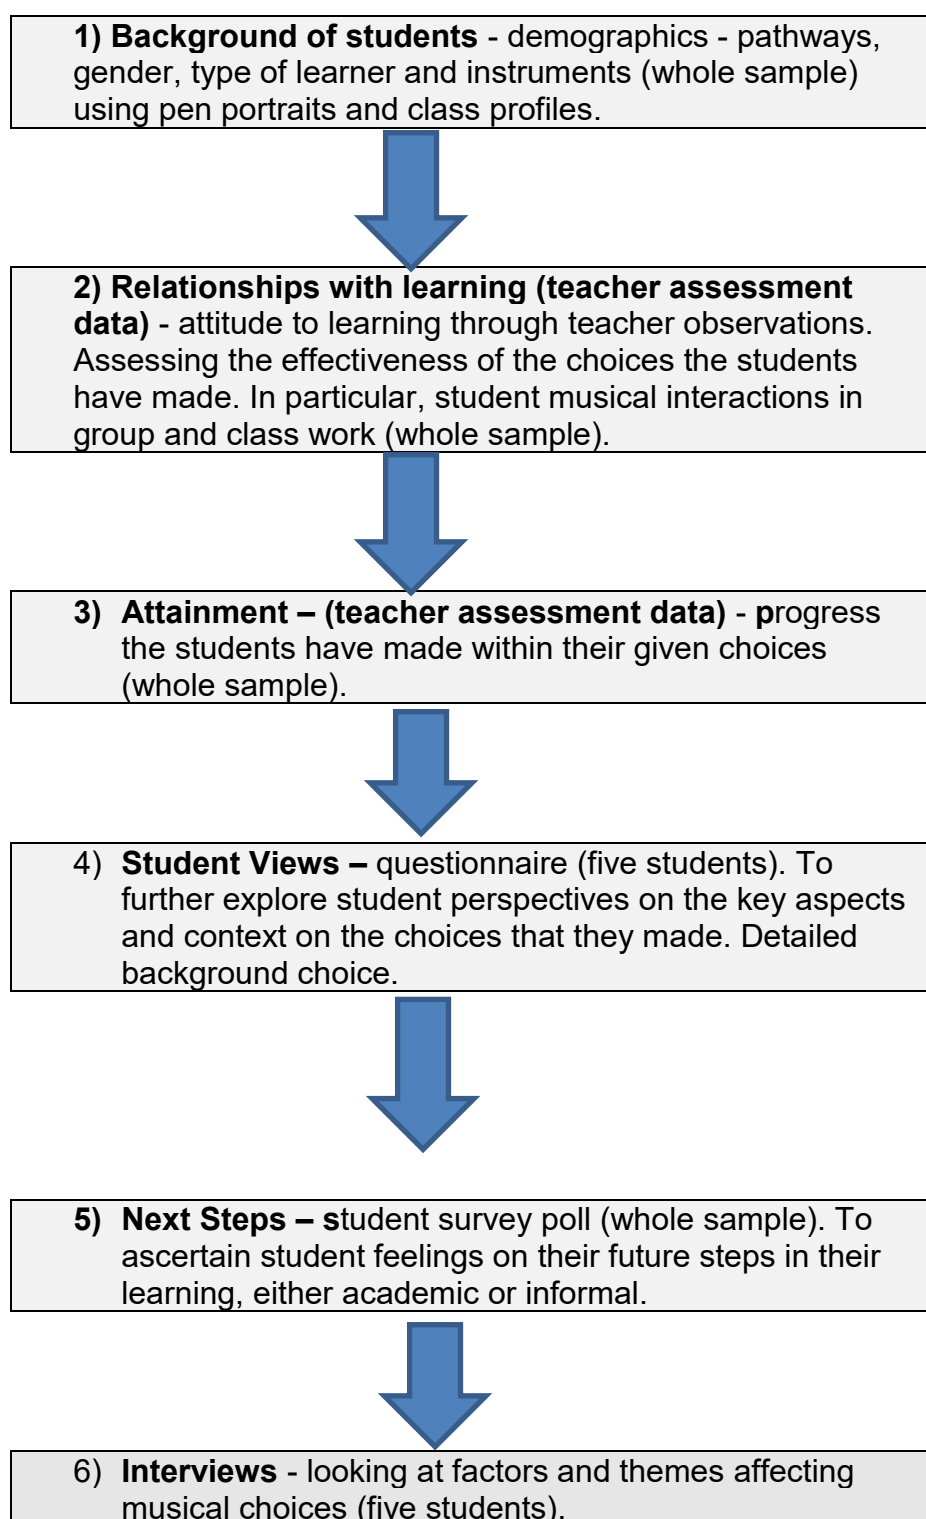 1) Background of students - demographics - pathways,
gender, type of learner and instruments (whole sample)
using pen portraits and class profiles.
2) Relationships with learning (teacher assessment
data) - attitude to learning through teacher observations.
Assessing the effectiveness of the choices the students
have made. In particular, student musical interactions in
group and class work (whole sample).
3) Attainment – (teacher assessment data) - progress
the students have made within their given choices
(whole sample).
4) Student Views – questionnaire (five students). To
further explore student perspectives on the key aspects
and context on the choices that they made. Detailed
background choice.
5) Next Steps – student survey poll (whole sample). To
ascertain student feelings on their future steps in their
learning, either academic or informal.
6) Interviews - looking at factors and themes affecting
musical choices (five students).